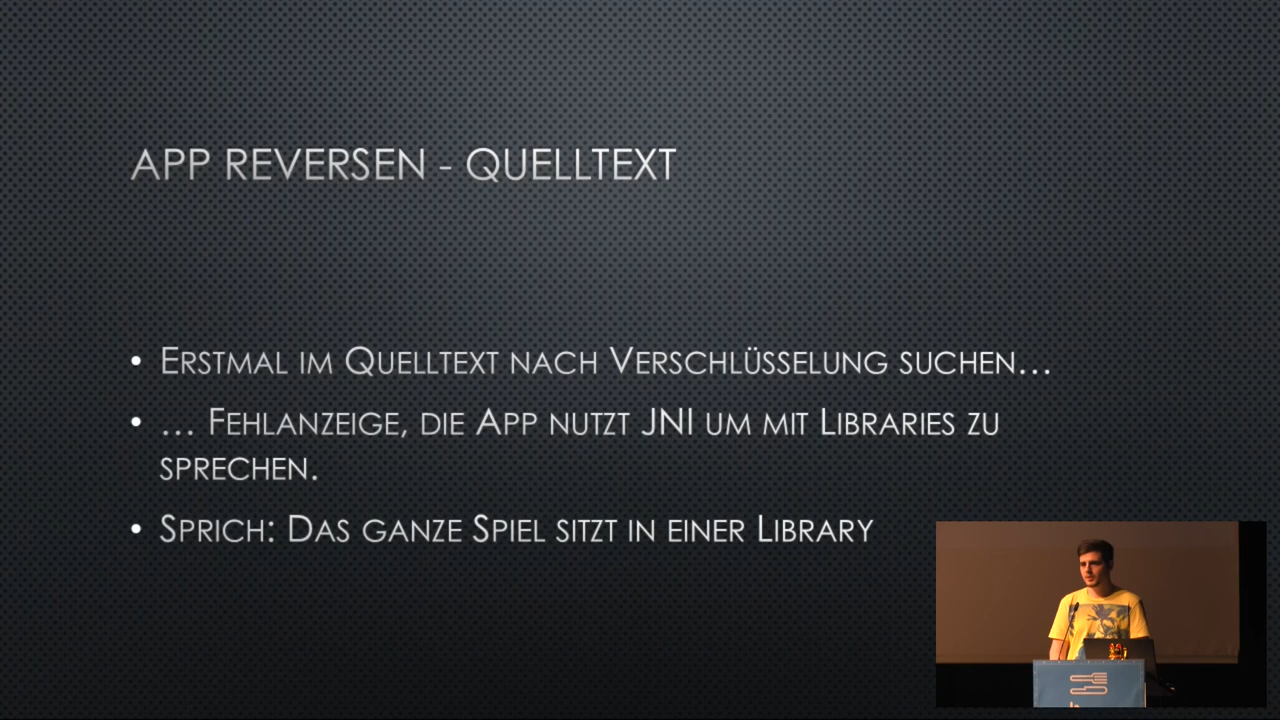 APP REVERSEN - QUELLTEXT
• ERSTMAL IM QUELLTEXT NACH VERSCHLÜSSELUNG SUCHEN...
• ... FEHLANZEIGE, DIE APP NUTZT JNI UM MIT LIBRARIES ZU
SPRECHEN.
• SPRICH: DAS GANZE SPIEL SITZT IN EINER LIBRARY